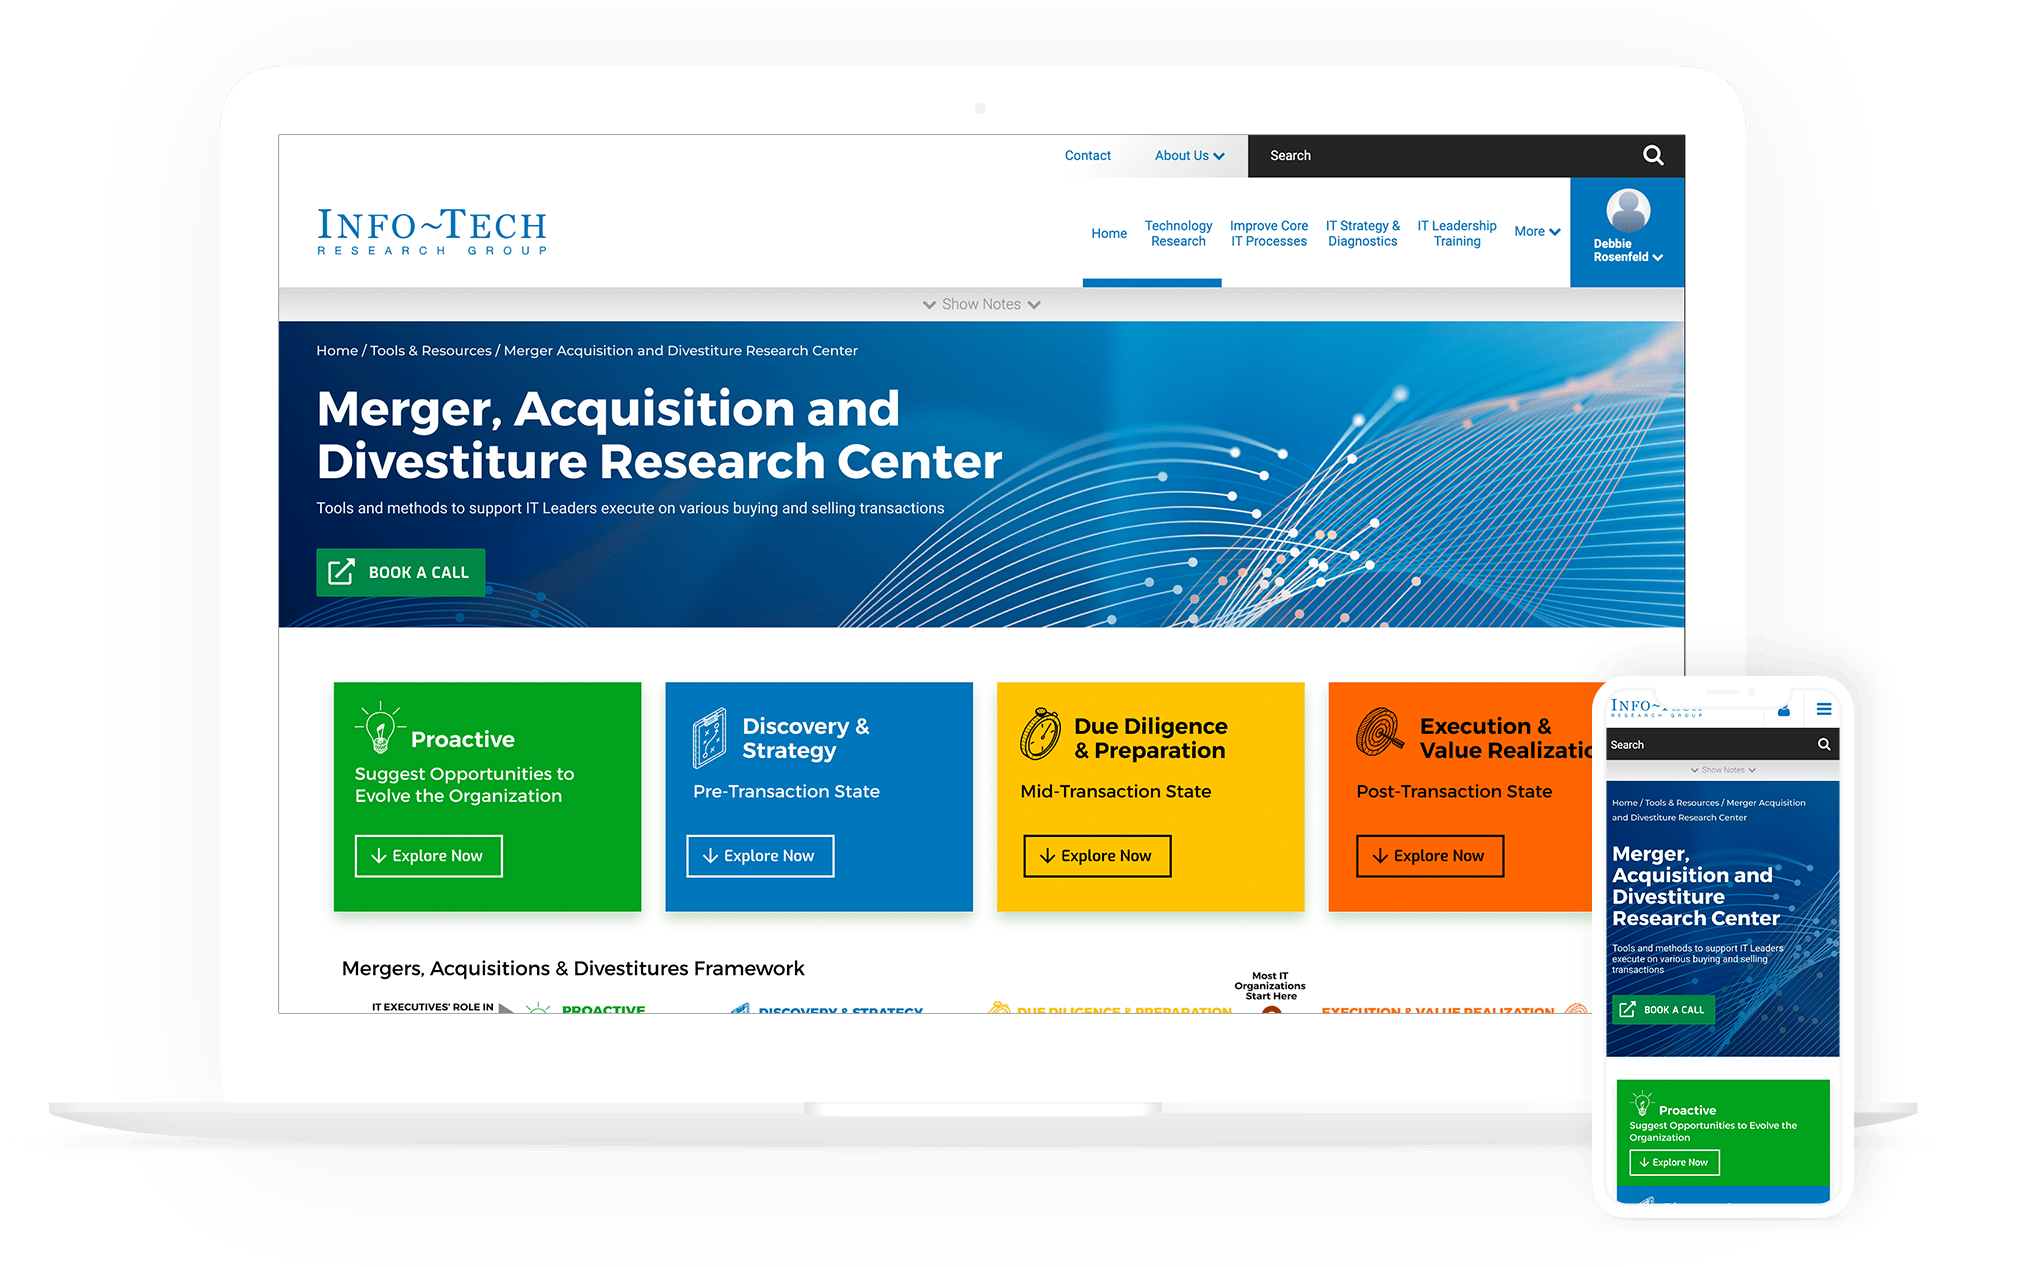 Contact
About Us
Search
INFO~TECH
RESEARCH GROUP
Home
Technology
Research
Improve Core
IT Processes
IT Strategy &
Diagnostics
IT Leadership
Training
More
Debbie
Rosenfeld
Show Notes
Home / Tools & Resources / Merger Acquisition and Divestiture Research Center
Merger, Acquisition and
Divestiture Research Center
Tools and methods to support IT Leaders execute on various buying and selling transactions
BOOK A CALL
Proactive
Suggest Opportunities to
Evolve the Organization
Explore Now
Discovery &
Strategy
Pre-Transaction State
Explore Now
Due Diligence
& Preparation
Mid-Transaction State
Explore Now
Execution &
Value Realizatio
Post-Transaction State
Explore Now
Mergers, Acquisitions & Divestitures Framework
Most IT
Organizations
Start Here
IT EXECUTIVES' ROLE IN
PROACTIVE
DISCOVERY & STRATEGY
DUE DILIGENCE & PREPARATION
EXECUTION & VALUE REALIZATION
INFO~TECH
RESEARCH GROUP
Search
Show Notes
Home / Tools & Resources / Merger Acquisition
and Divestiture Research Center
Merger,
Acquisition and
Divestiture
Research Center
Tools and methods to support IT Leaders
execute on various buying and selling
transactions
BOOK A CALL
Proactive
Suggest Opportunities to Evolve the
Organization
Explore Now